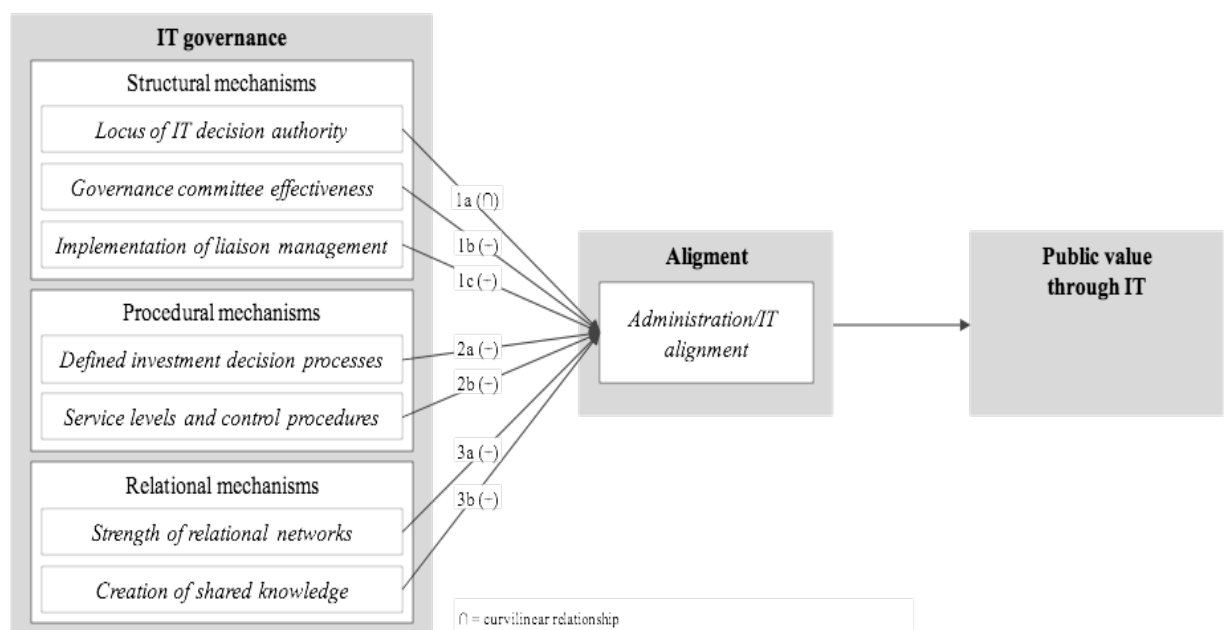 IT governance
Structural mechanisms
Locus of IT decision authority
Governance committee effectiveness
Implementation of liaison management
Procedural mechanisms
Defined investment decision processes
Service levels and control procedures
Relational mechanisms
Strength of relational networks
Creation of shared knowledge
1a (∩)
1b (+)
1c (+)
2a (+)
2b (+)
3a (+)
3b (+)
Aligment
Administration/IT
alignment
Public value
through IT
∩ = curvilinear relationship